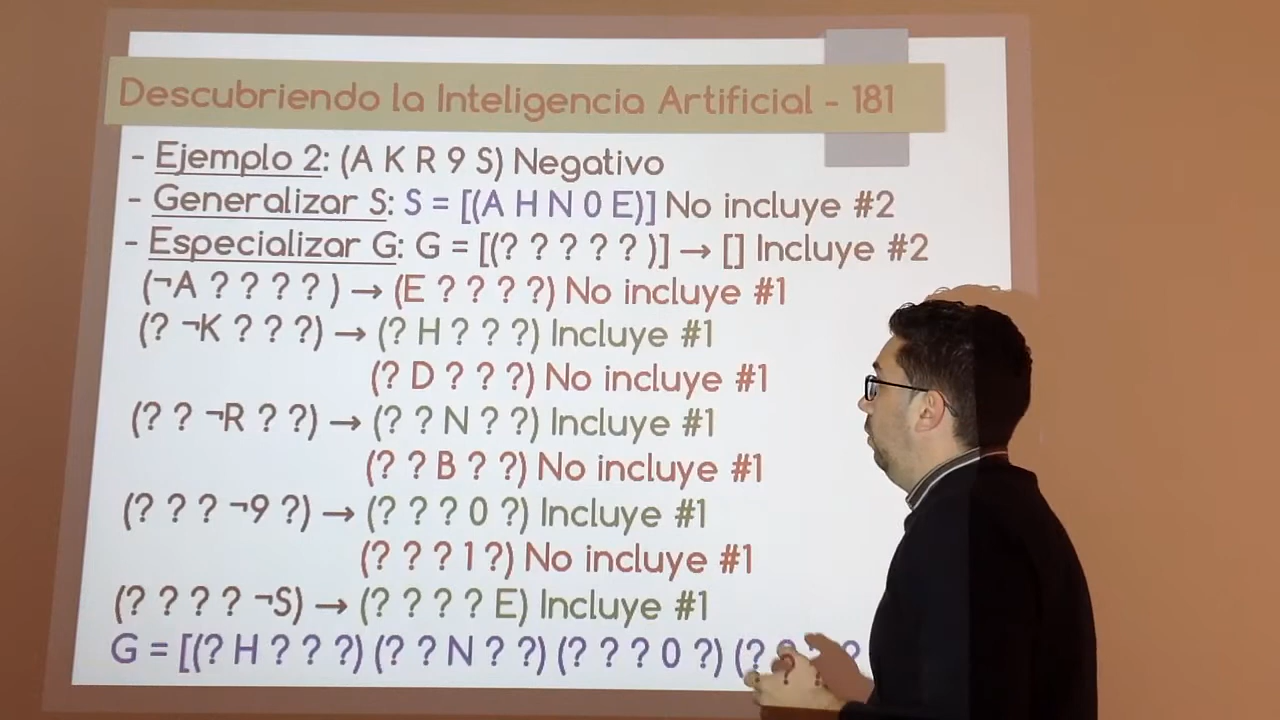 Descubriendo la Inteligencia Artificial - 181
- Ejemplo 2: (A K R 9 S) Negativo
- Generalizar S: S = [(A H N 0 E)] No incluye #2
- Especializar G: G = [(? ? ? ? ? )] → [] Incluye #2
(¬A ? ? ? ? ) → (E ? ? ? ?) No incluye #1
(? ¬K ? ? ?) → (? H ? ? ?) Incluye #1
(? D ? ? ?) No incluye #1
(? ? ¬R ? ?) → (? ? N ? ?) Incluye #1
(? ? B ? ?) No incluye #1
(? ? ? ¬9 ?) → (? ? ? 0 ?) Incluye #1
(? ? ? 1 ?) No incluye #1
(? ? ? ? ¬S) → (? ? ? ? E) Incluye #1
G = [(? H ? ? ?) (? ? N ? ?) (? ? ? 0 ?) (? ? ? ?